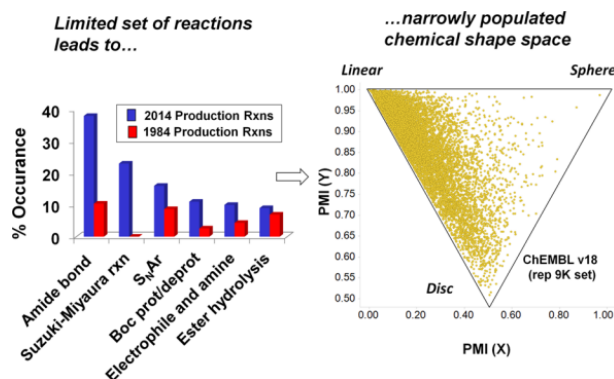 Limited set of reactions
leads to…
…narrowly populated
chemical shape space
% Occurance
40
30
20
10
0
2014 Production Rxns
1984 Production Rxns
Amide bond
Suzuki-Miyaura rxn
SNAr
Boc prot/deprot
Electrophile and amine
Ester hydrolysis
Linear
Sphere
PMI (Y)
1.00
0.95
0.90
0.85
0.80
0.75
0.70
0.65
0.60
0.55
0.50
Disc
ChEMBL v18
(rep 9K set)
0.00
0.20
0.40
0.60
0.80
1.00
PMI (X)